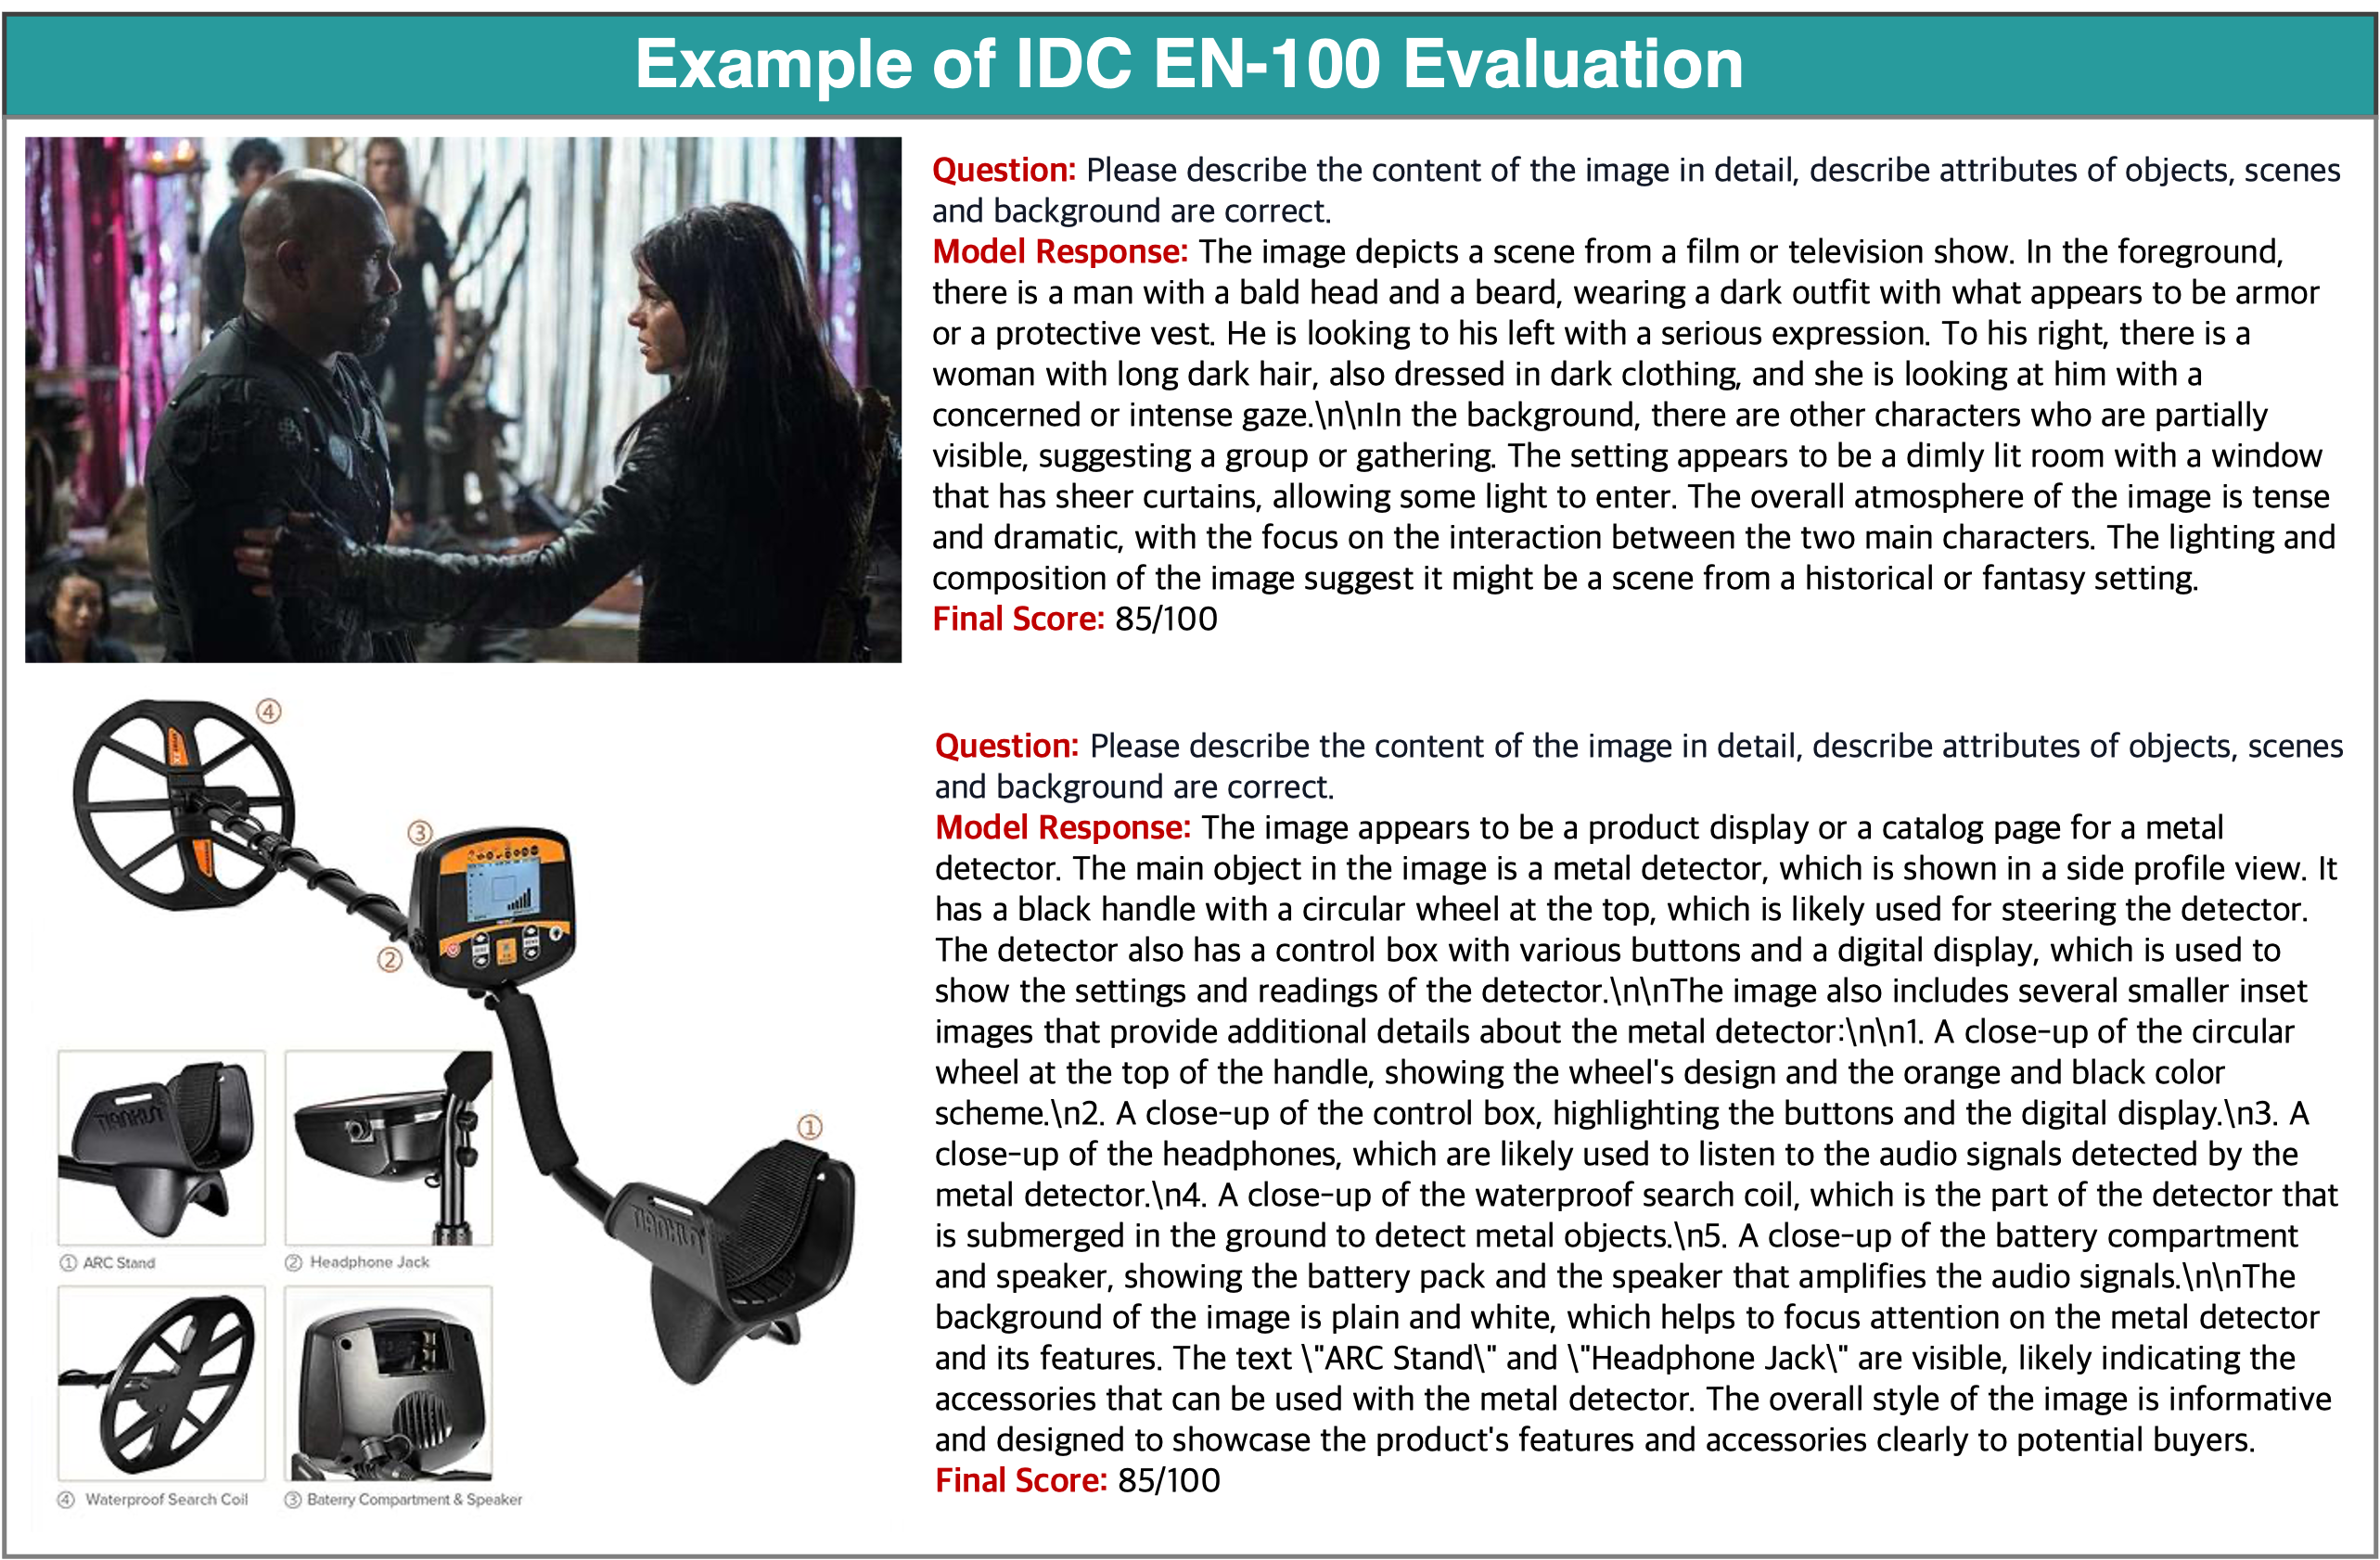 Example of IDC EN-100 Evaluation
Question: Please describe the content of the image in detail, describe attributes of objects, scenes
and background are correct.
Model Response: The image depicts a scene from a film or television show. In the foreground,
there is a man with a bald head and a beard, wearing a dark outfit with what appears to be armor
or a protective vest. He is looking to his left with a serious expression. To his right, there is a
woman with long dark hair, also dressed in dark clothing, and she is looking at him with a
concerned or intense gaze.\n\nIn the background, there are other characters who are partially
visible, suggesting a group or gathering. The setting appears to be a dimly lit room with a window
that has sheer curtains, allowing some light to enter. The overall atmosphere of the image is tense
and dramatic, with the focus on the interaction between the two main characters. The lighting and
composition of the image suggest it might be a scene from a historical or fantasy setting.
Final Score: 85/100
④
③
②
①
TIANXUN
TIANXUN
① ARC Stand
② Headphone Jack
④ Waterproof Search Coil
③ Baterry Compartment & Speaker
Question: Please describe the content of the image in detail, describe attributes of objects, scenes
and background are correct.
Model Response: The image appears to be a product display or a catalog page for a metal
detector. The main object in the image is a metal detector, which is shown in a side profile view. It
has a black handle with a circular wheel at the top, which is likely used for steering the detector.
The detector also has a control box with various buttons and a digital display, which is used to
show the settings and readings of the detector.\n\nThe image also includes several smaller inset
images that provide additional details about the metal detector:\n\n1. A close-up of the circular
wheel at the top of the handle, showing the wheel's design and the orange and black color
scheme.\n2. A close-up of the control box, highlighting the buttons and the digital display.\n3. A
close-up of the headphones, which are likely used to listen to the audio signals detected by the
metal detector.\n4. A close-up of the waterproof search coil, which is the part of the detector that
is submerged in the ground to detect metal objects.\n5. A close-up of the battery compartment
and speaker, showing the battery pack and the speaker that amplifies the audio signals.\n\nThe
background of the image is plain and white, which helps to focus attention on the metal detector
and its features. The text \"ARC Stand\" and \"Headphone Jack\" are visible, likely indicating the
accessories that can be used with the metal detector. The overall style of the image is informative
and designed to showcase the product's features and accessories clearly to potential buyers.
Final Score: 85/100